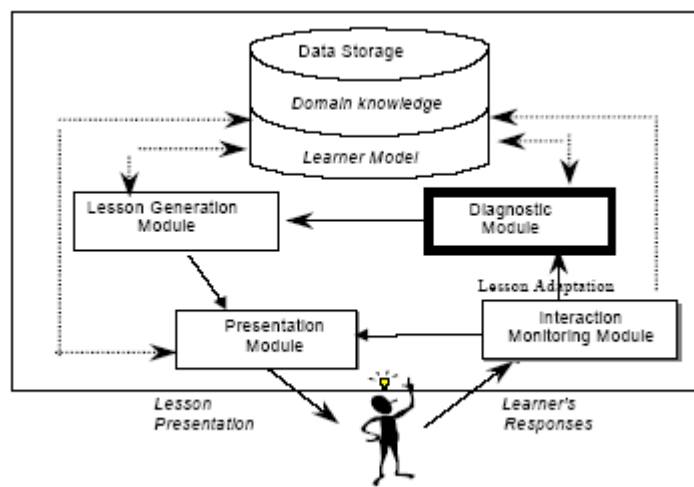 Data Storage
Domain knowledge
Learner Model
Lesson Generation
Module
Diagnostic
Module
Lesson Adaptation
Presentation
Module
Interaction
Monitoring Module
Lesson
Presentation
Learner's
Responses